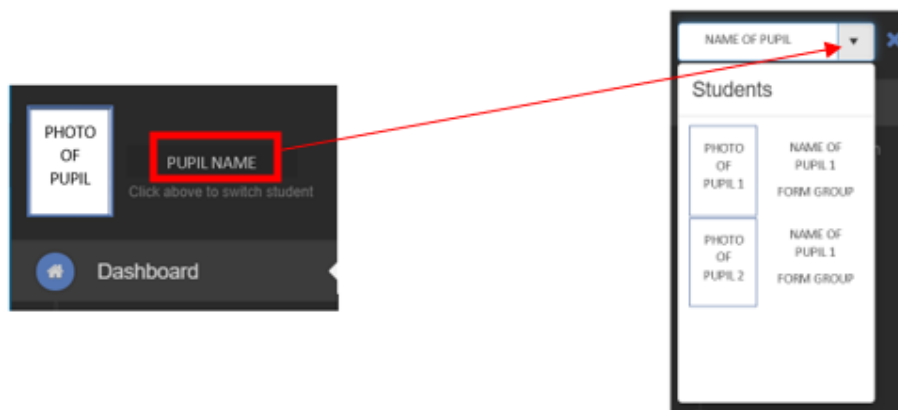 PHOTO
OF
PUPIL
PUPIL NAME
Click above to switch student
Dashboard
NAME OF PUPIL
Students
PHOTO
OF
PUPIL 1
NAME OF
PUPIL 1
FORM GROUP
PHOTO
OF
PUPIL 2
NAME OF
PUPIL 1
FORM GROUP